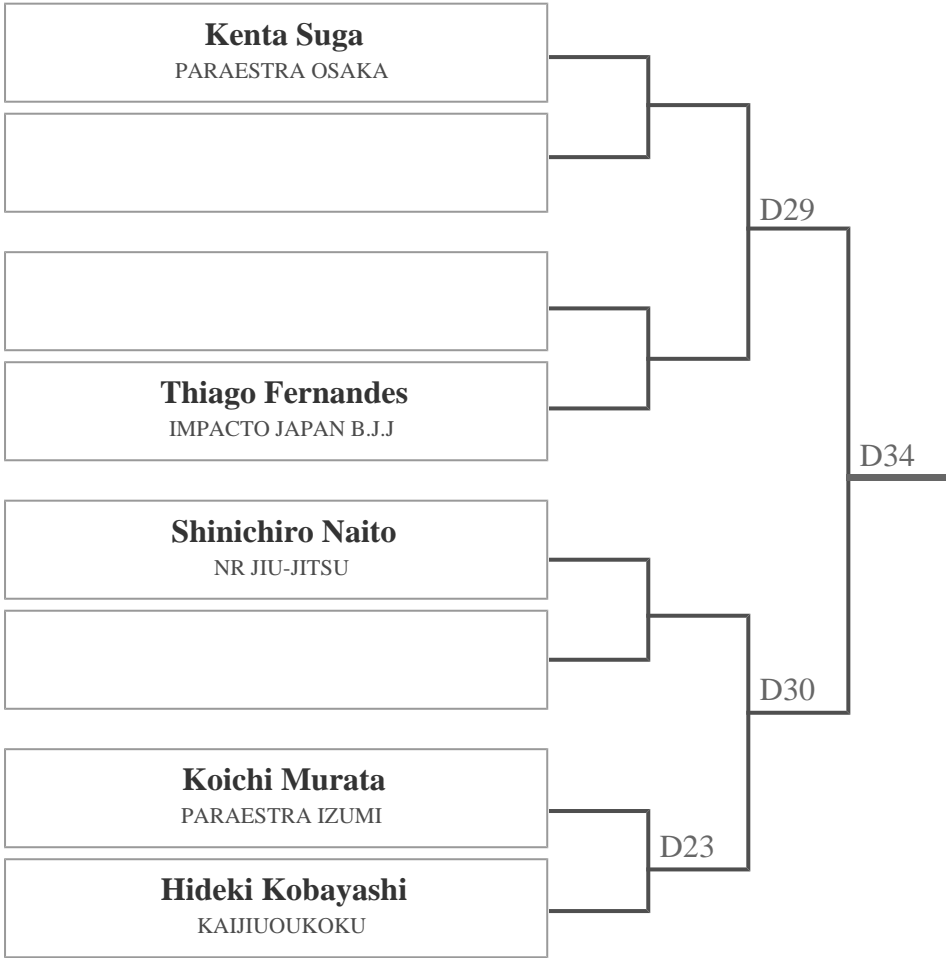 Kenta Suga
PARAESTRA OSAKA
D29
Thiago Fernandes
IMPACTO JAPAN B.J.J
D34
Shinichiro Naito
NR JIU-JITSU
D30
Koichi Murata
PARAESTRA IZUMI
D23
Hideki Kobayashi
KAIJIUOUKOKU